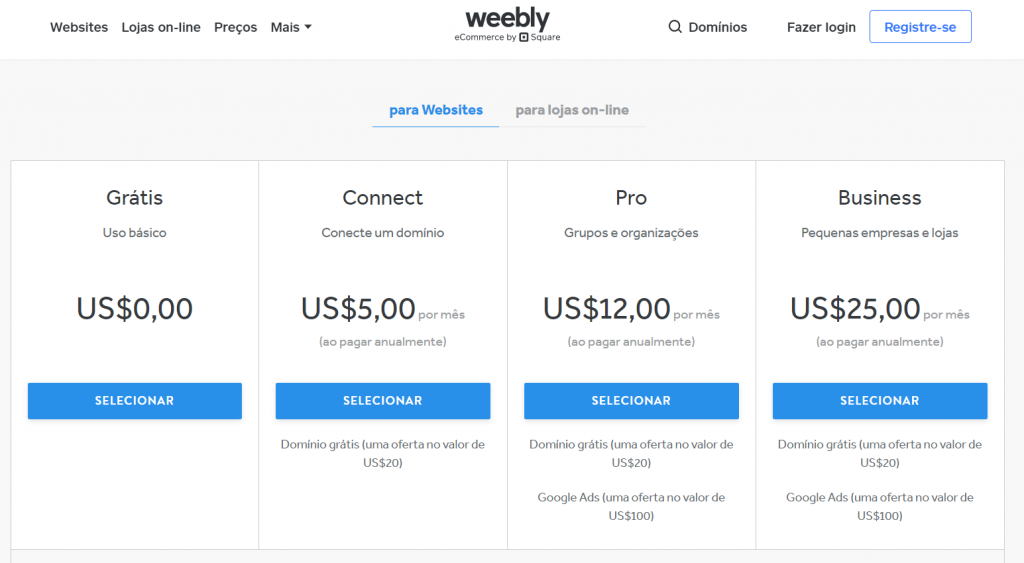 Websites Lojas on-line Preços Mais
weebly
eCommerce by Square
Domínios Fazer login Registre-se
para Websites para lojas on-line
Grátis
Uso básico
US$0,00
SELECIONAR
Connect
Conecte um domínio
US$5,00 por mês
(ao pagar anualmente)
SELECIONAR
Domínio grátis (uma oferta no valor de
US$20)
Pro
Grupos e organizações
US$12,00 por mês
(ao pagar anualmente)
SELECIONAR
Domínio grátis (uma oferta no valor de
US$20)
Google Ads (uma oferta no valor de
US$100)
Business
Pequenas empresas e lojas
US$25,00 por mês
(ao pagar anualmente)
SELECIONAR
Domínio grátis (uma oferta no valor de
US$20)
Google Ads (uma oferta no valor de
US$100)